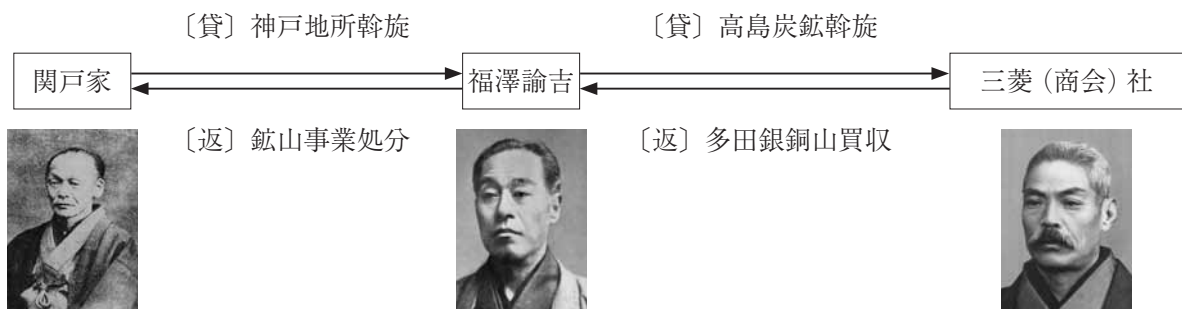 〔貸〕神戸地所斡旋
〔貸〕高島炭鉱斡旋
関戸家
福澤諭吉
三菱（商会）社
〔返〕鉱山事業処分
〔返〕多田銀銅山買収